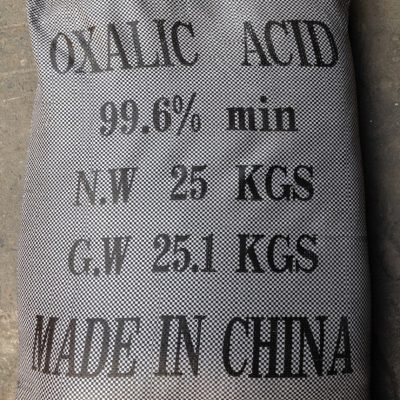 OXALIC ACID
99.6% min
N.W 25 KGS
G.W 25.1 KGS
MADE IN CHINA